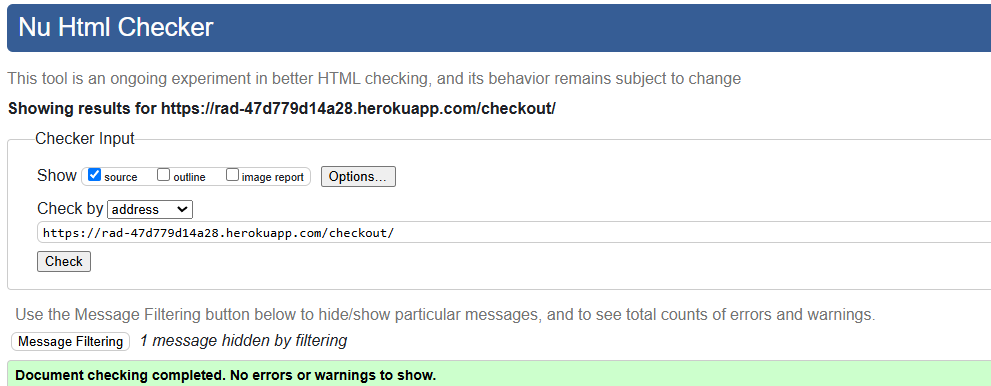 Nu Html Checker
This tool is an ongoing experiment in better HTML checking, and its behavior remains subject to change
Showing results for https://rad-47d779d14a28.herokuapp.com/checkout/
Checker Input
Show source outline image report Options...
Check by address
https://rad-47d779d14a28.herokuapp.com/checkout/
Check
Use the Message Filtering button below to hide/show particular messages, and to see total counts of errors and warnings.
Message Filtering 1 message hidden by filtering
Document checking completed. No errors or warnings to show.